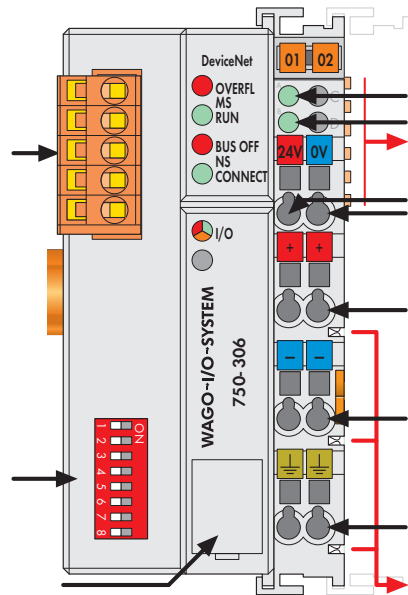 DeviceNet
01 02
OVERFL
MS
RUN
C
D
BUS OFF
NS
CONNECT
24V 0V
I/O
+ +
WAGO-I/O-SYSTEM
750-306
— —
ON
1
2
3
4
5
6
7
8